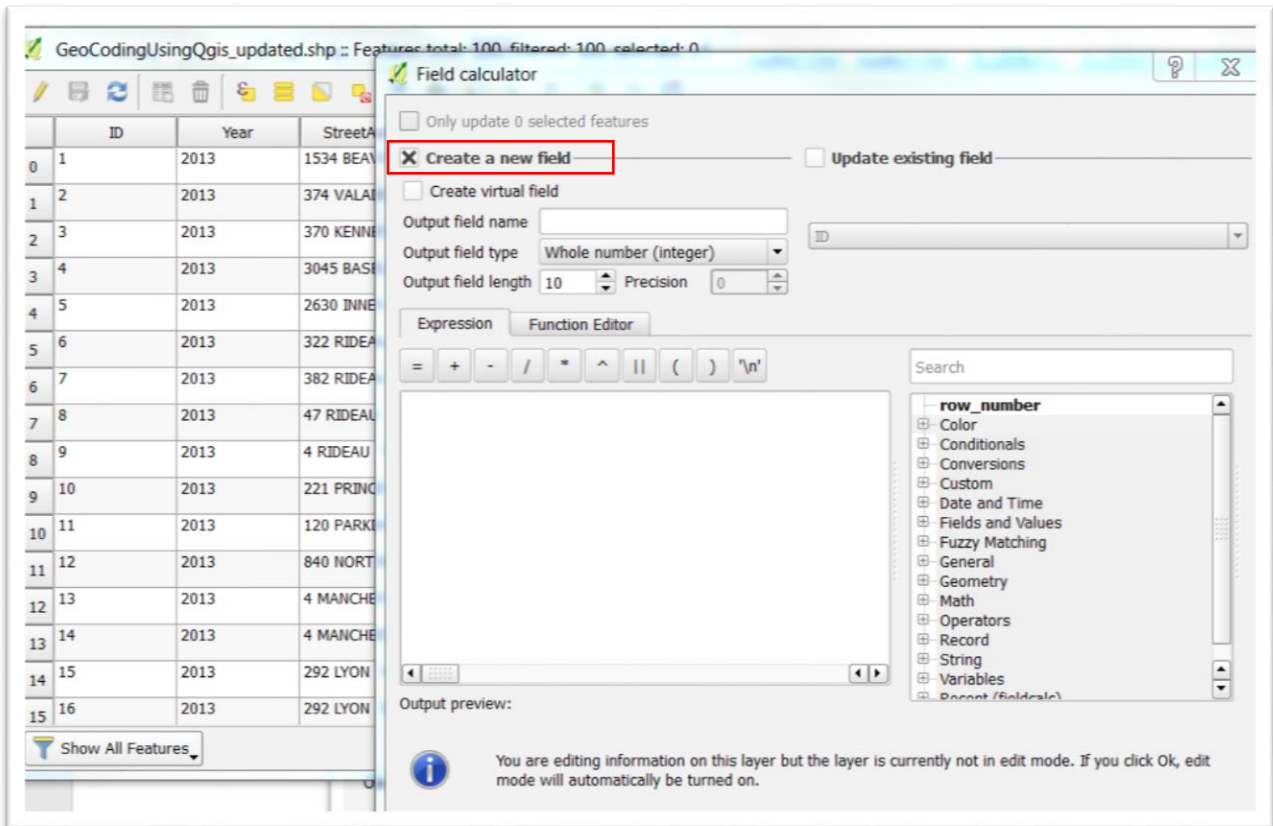 GeoCodingUsingQgis_updated.shp :: Features total: 100, filtered: 100, selected: 0
ID Year StreetA
0 1 2013 1534 BEAV
1 2 2013 374 VALAD
2 3 2013 370 KENNE
3 4 2013 3045 BASE
4 5 2013 2630 INNE
5 6 2013 322 RIDEA
6 7 2013 382 RIDEA
7 8 2013 47 RIDEAU
8 9 2013 4 RIDEAU
9 10 2013 221 PRINC
10 11 2013 120 PARKD
11 12 2013 840 NORT
12 13 2013 4 MANCHE
13 14 2013 4 MANCHE
14 15 2013 292 LYON
15 16 2013 292 LYON
Show All Features
Field calculator
Only update 0 selected features
Create a new field
Update existing field
Create virtual field
Output field name
ID
Output field type Whole number (integer)
Output field length 10 Precision 0
Expression Function Editor
= + - / * ^ || ( ) '\n'
Search
row_number
Color
Conditionals
Conversions
Custom
Date and Time
Fields and Values
Fuzzy Matching
General
Geometry
Math
Operators
Record
String
Variables
Recent (fieldcalc)
Output preview:
You are editing information on this layer but the layer is currently not in edit mode. If you click Ok, edit
mode will automatically be turned on.